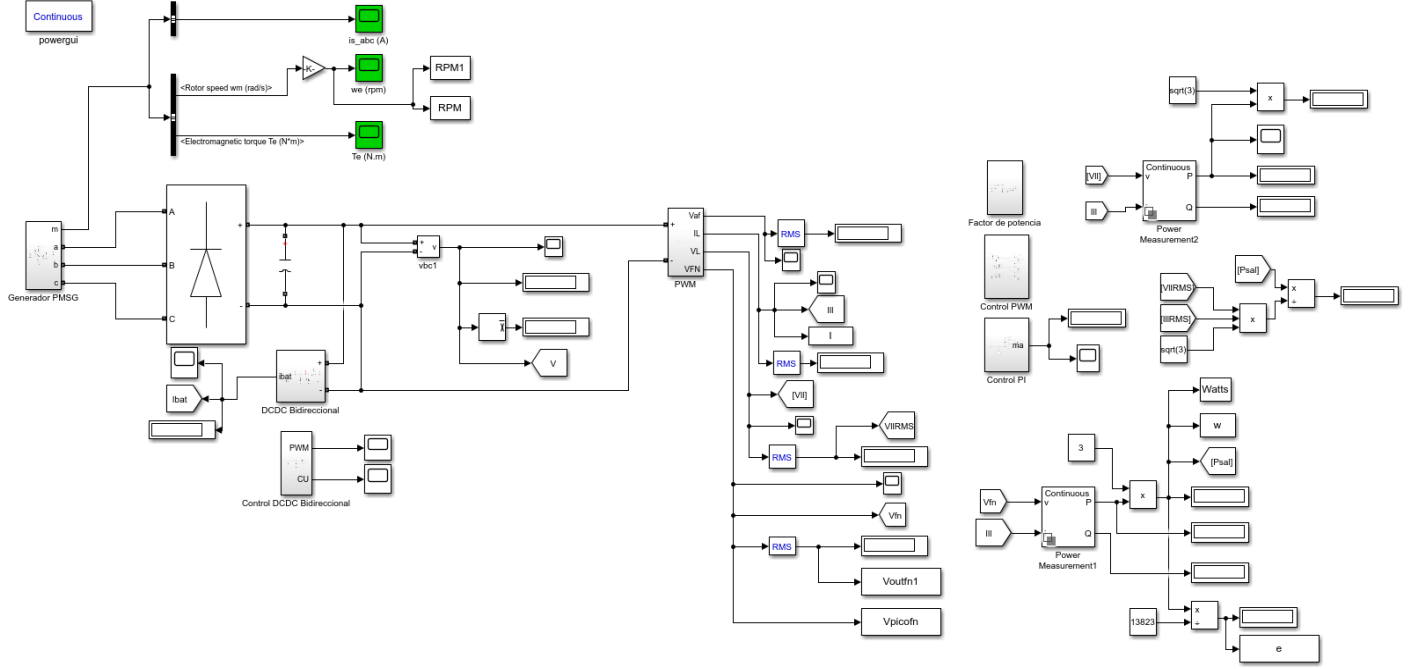 Continuous
powergui
is_abc (A)
<Rotor speed wm (rad/s)>
-K-
we (rpm)
RPM1
RPM
<Electromagnetic torque Te (N*m)>
Te (N.m)
m
a
b
c
Generador PMSG
A
B
C
+
-
+
-
v
vbc1
V
Ibat
ibat
+
-
DCDC Bidireccional
PWM
CU
Control DCDC Bidireccional
+
-
Vaf
IL
VL
VFN
PWM
RMS
III
I
RMS
[Vll]
VllRMS
RMS
Vfn
RMS
Voutfn1
Vpicofn
Factor de potencia
Control PWM
ma
Control PI
sqrt(3)
x
[Vll]
III
Continuous
v
P
Q
Power
Measurement2
[Psal]
[VllRMS]
[IllRMS]
sqrt(3)
x
x
÷
Watts
w
[Psal]
3
x
Vfn
III
Continuous
v
P
Q
Power
Measurement1
13823
x
÷
e